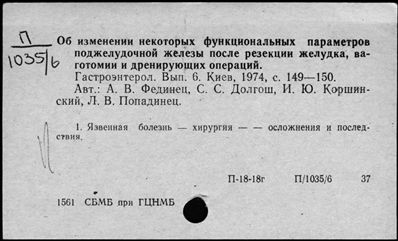 П
1035/6
Об изменении некоторых функциональных параметров
поджелудочной железы после резекции желудка, ва-
готомии и дренирующих операций.
Гастроэнтерол. Вып. 6. Киев, 1974, с. 149—150.
Авт.: А. В. Фединец, С. С. Долгош, И. Ю. Коршин-
ский, Л. В. Попадинец.
1. Язвенная болезнь — хирургия — — осложнения и послед-
ствия.
П-18-18г П/1035/6 37
1561 СБМБ при ГЦНМБ